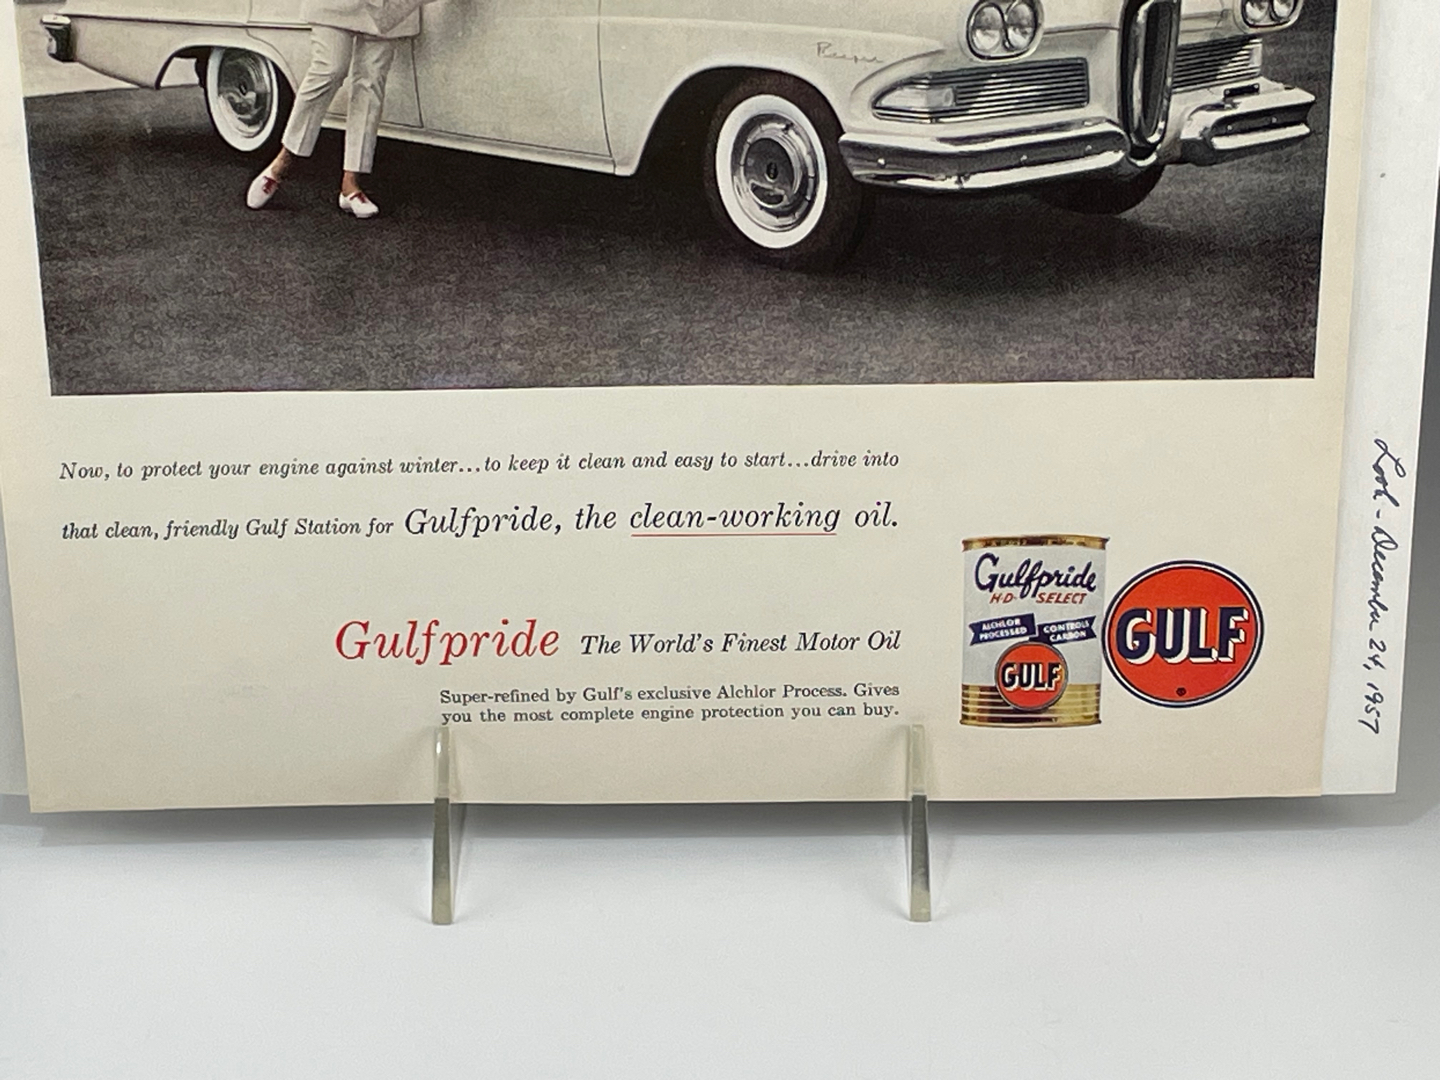 Pacer
Now, to protect your engine against winter...to keep it clean and easy to start...drive into
that clean, friendly Gulf Station for Gulfpride, the clean-working oil.
Gulfpride The World's Finest Motor Oil
Super-refined by Gulf's exclusive Alchlor Process. Gives
you the most complete engine protection you can buy.
Gulfpride
H·D· SELECT
ALCHLOR PROCESSED
CONTROLS CARBON
GULF
GULF
®
Look - December 24, 1957